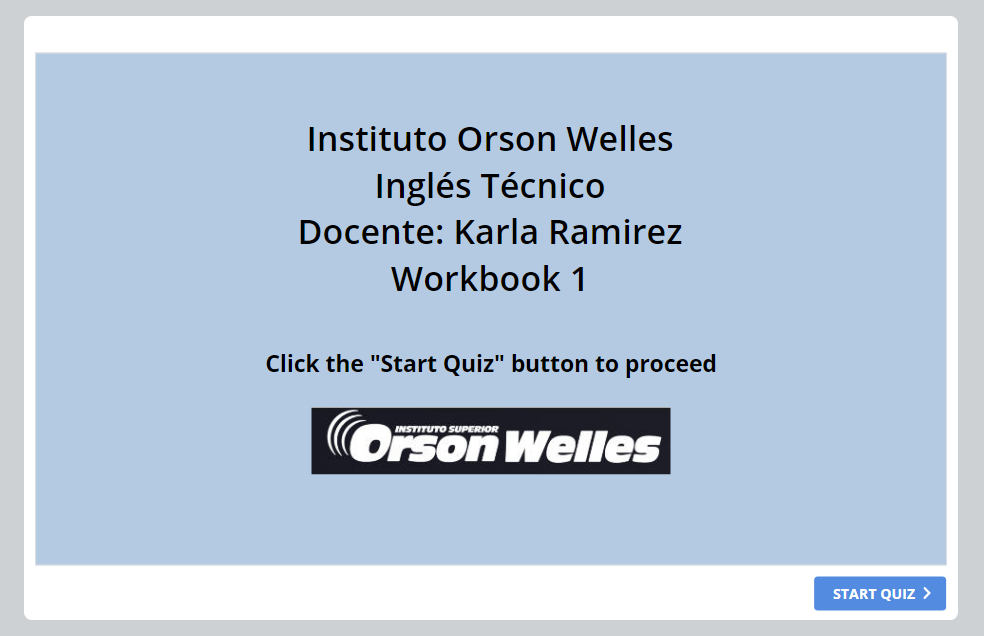 Instituto Orson Welles
Inglés Técnico
Docente: Karla Ramirez
Workbook 1
Click the "Start Quiz" button to proceed
INSTITUTO SUPERIOR
Orson Welles
START QUIZ